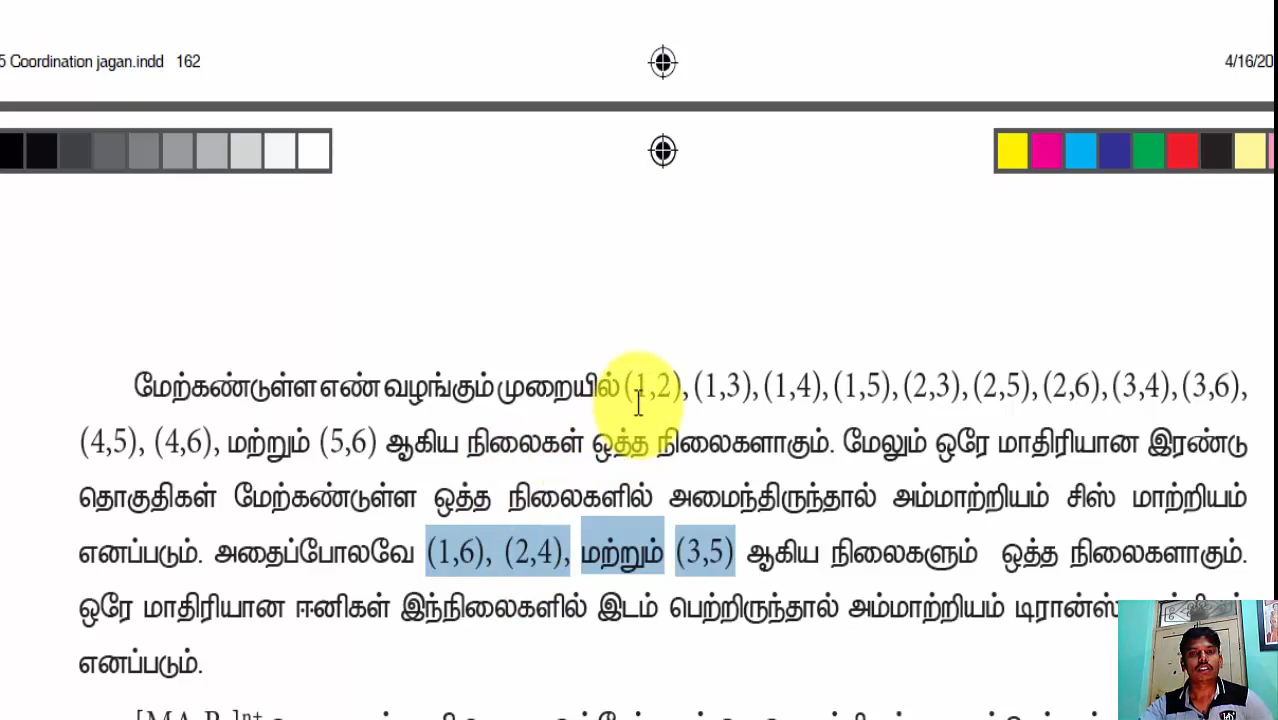 5 Coordination jagan.indd 162
4/16/20
மேற்கண்டுள்ள எண் வழங்கும் முறையில் (1,2), (1,3), (1,4), (1,5), (2,3), (2,5), (2,6), (3,4), (3,6),
(4,5), (4,6), மற்றும் (5,6) ஆகிய நிலைகள் ஒத்த நிலைகளாகும். மேலும் ஒரே மாதிரியான இரண்டு
தொகுதிகள் மேற்கண்டுள்ள ஒத்த நிலைகளில் அமைந்திருந்தால் அம்மாற்றியம் சிஸ் மாற்றியம்
எனப்படும். அதைப்போலவே (1,6), (2,4), மற்றும் (3,5) ஆகிய நிலைகளும் ஒத்த நிலைகளாகும்.
ஒரே மாதிரியான ஈனிகள் இந்நிலைகளில் இடம் பெற்றிருந்தால் அம்மாற்றியம் டிரான்ஸ்
எனப்படும்.